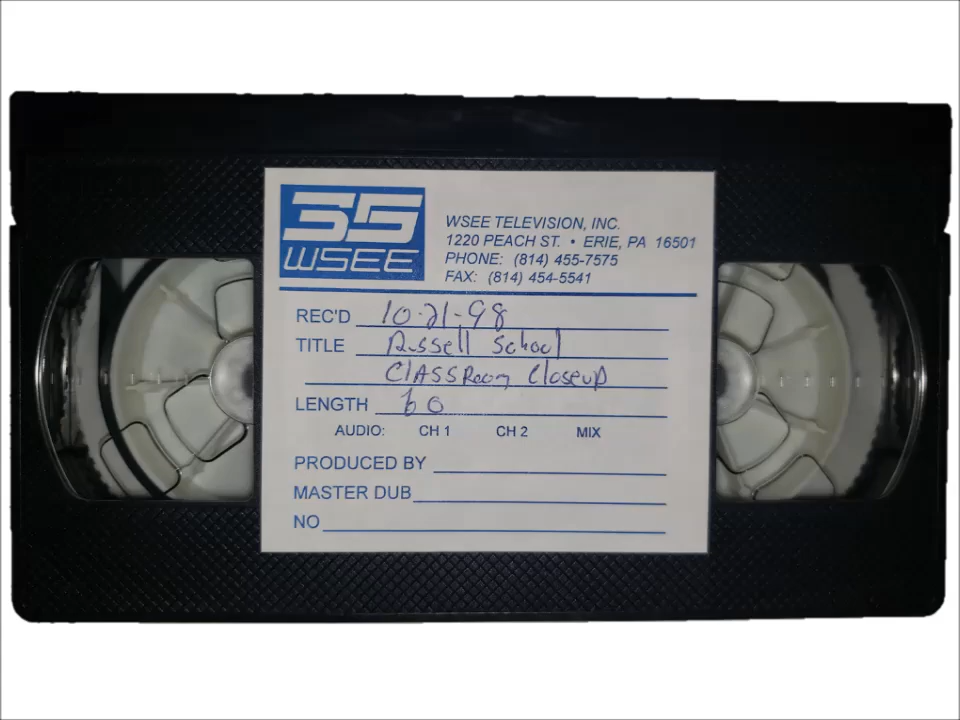 35
WSEE
WSEE TELEVISION, INC.
1220 PEACH ST. • ERIE, PA 16501
PHONE: (814) 455-7575
FAX: (814) 454-5541
REC'D 10-21-98
TITLE Russell School
CLASSRoom Closeup
LENGTH 60
AUDIO: CH 1 CH 2 MIX
PRODUCED BY
MASTER DUB
NO